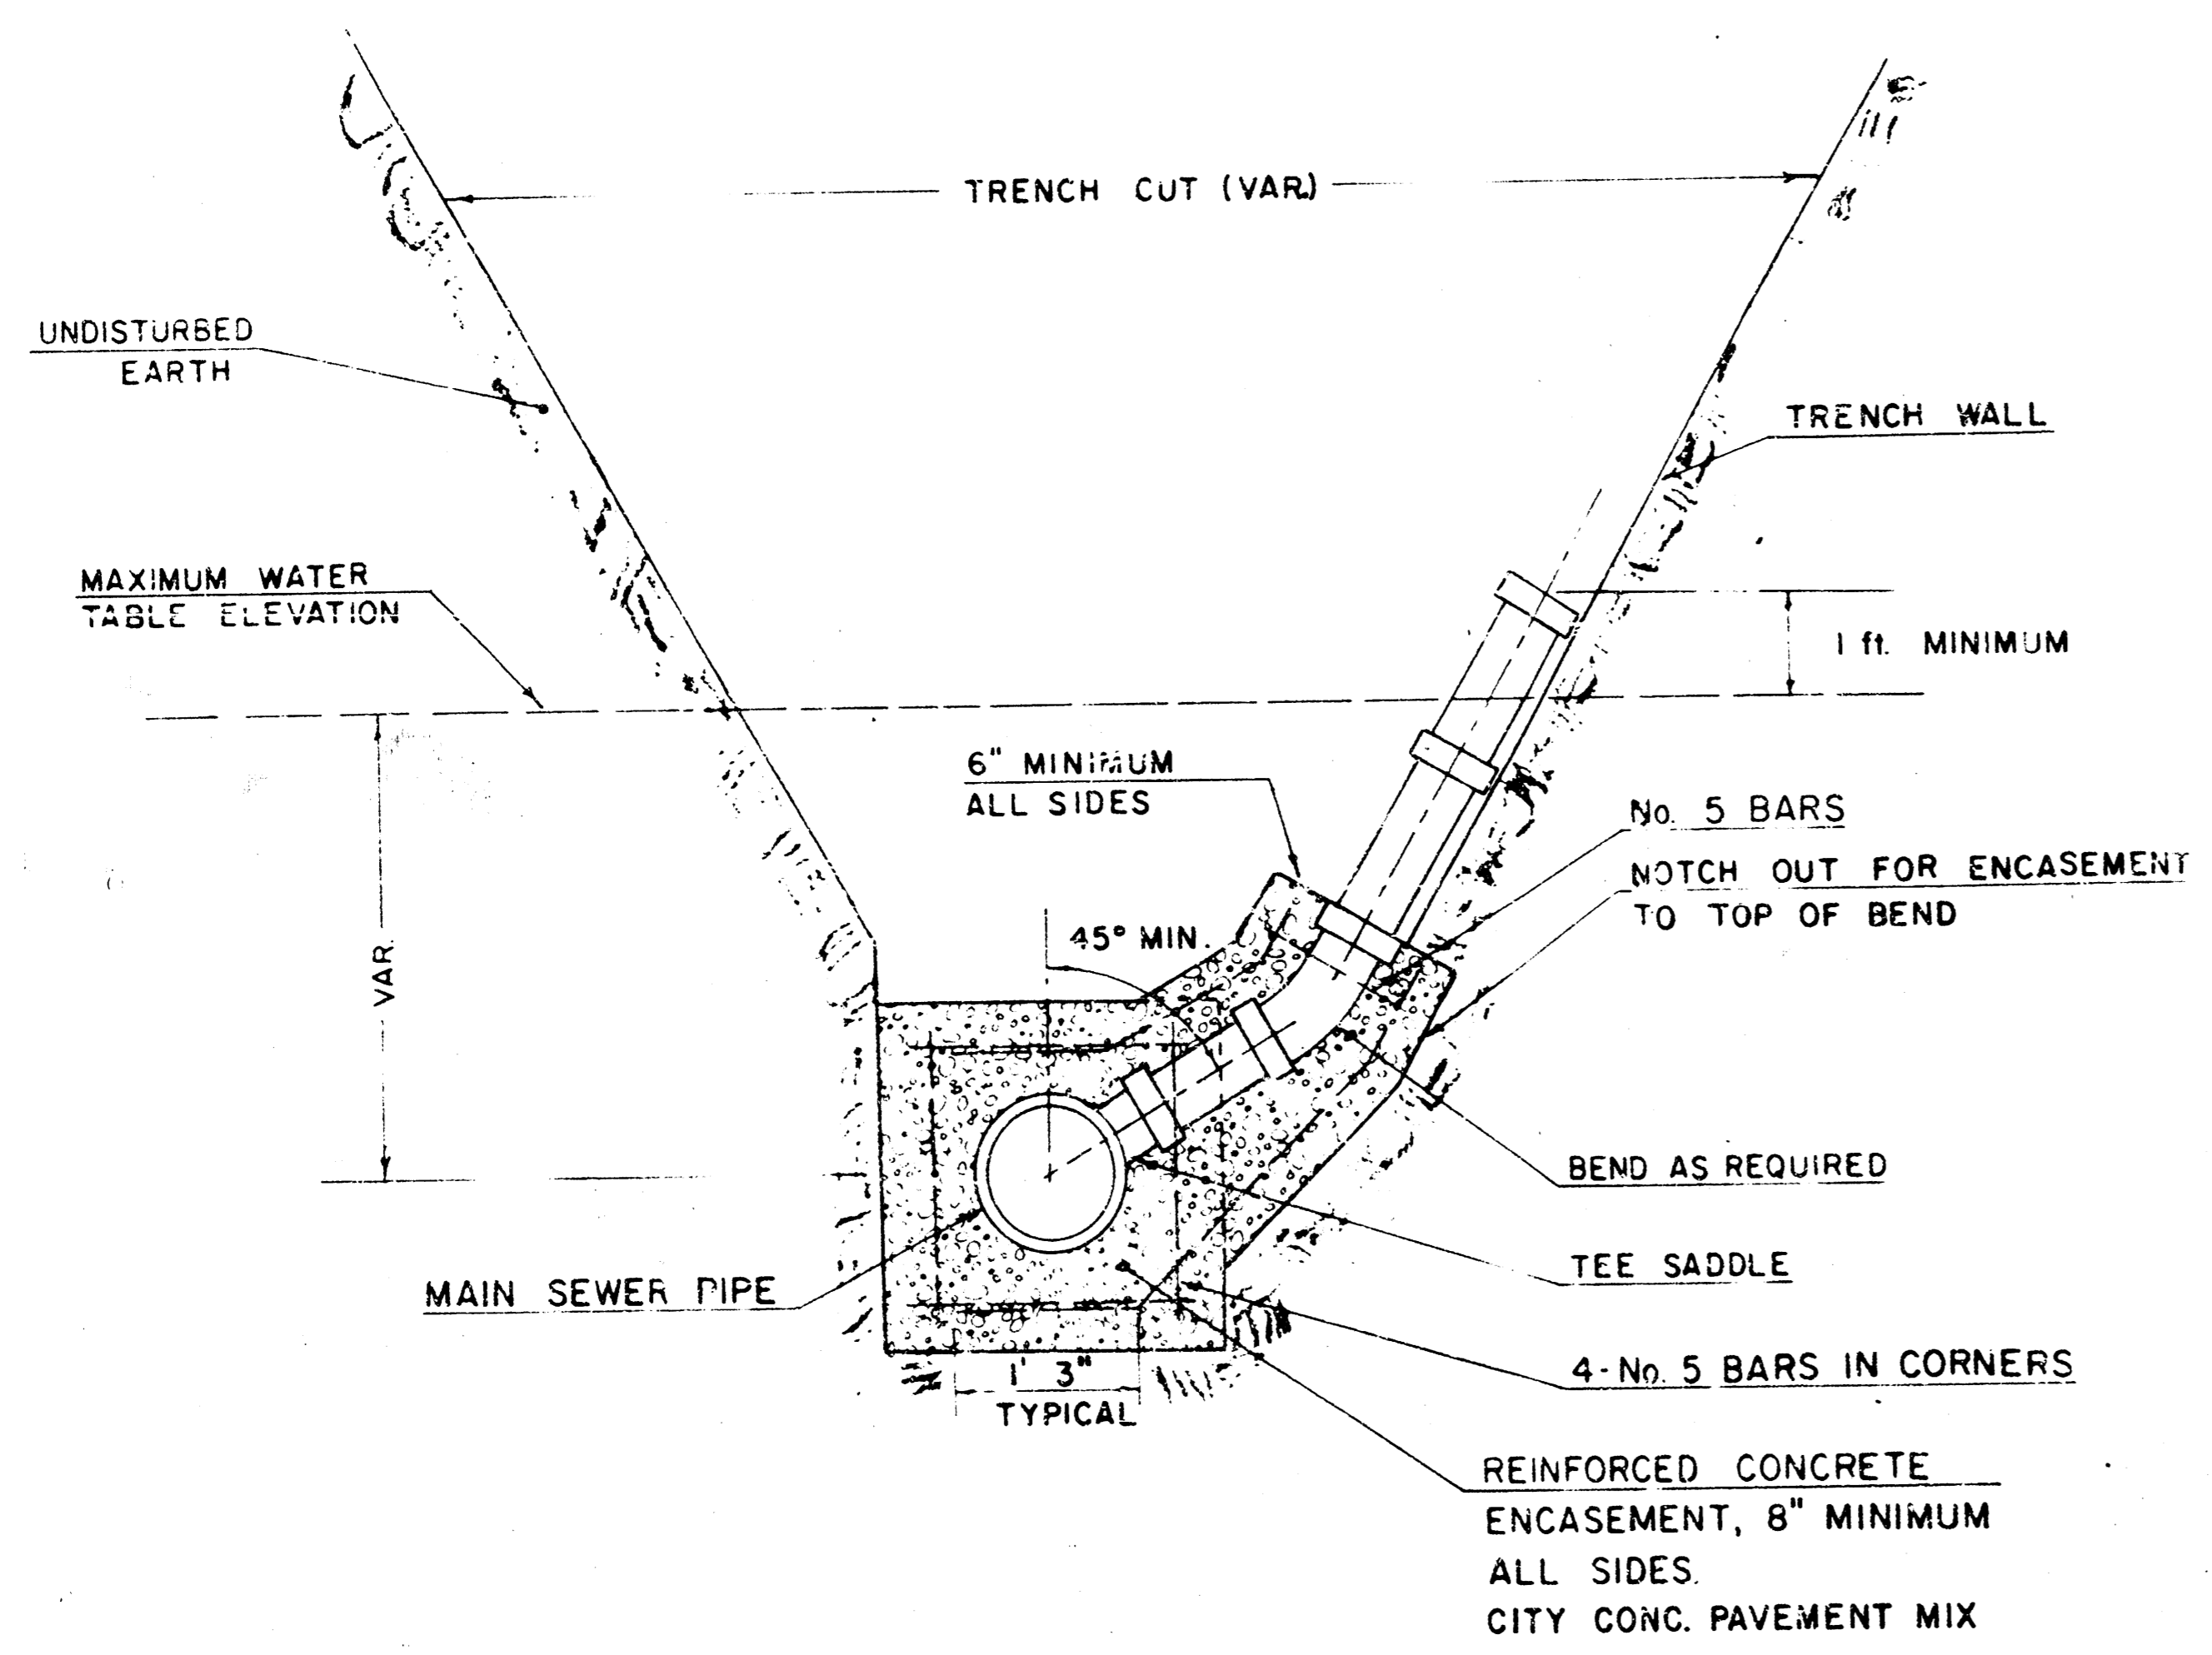 TRENCH CUT (VAR.)
UNDISTURBED
EARTH
TRENCH WALL
MAXIMUM WATER
TABLE ELEVATION
1 ft. MINIMUM
6" MINIMUM
ALL SIDES
No. 5 BARS
NOTCH OUT FOR ENCASEMENT
TO TOP OF BEND
45° MIN.
VAR.
BEND AS REQUIRED
TEE SADDLE
MAIN SEWER PIPE
4-No. 5 BARS IN CORNERS
1' 3"
TYPICAL
REINFORCED CONCRETE
ENCASEMENT, 8" MINIMUM
ALL SIDES.
CITY CONC. PAVEMENT MIX